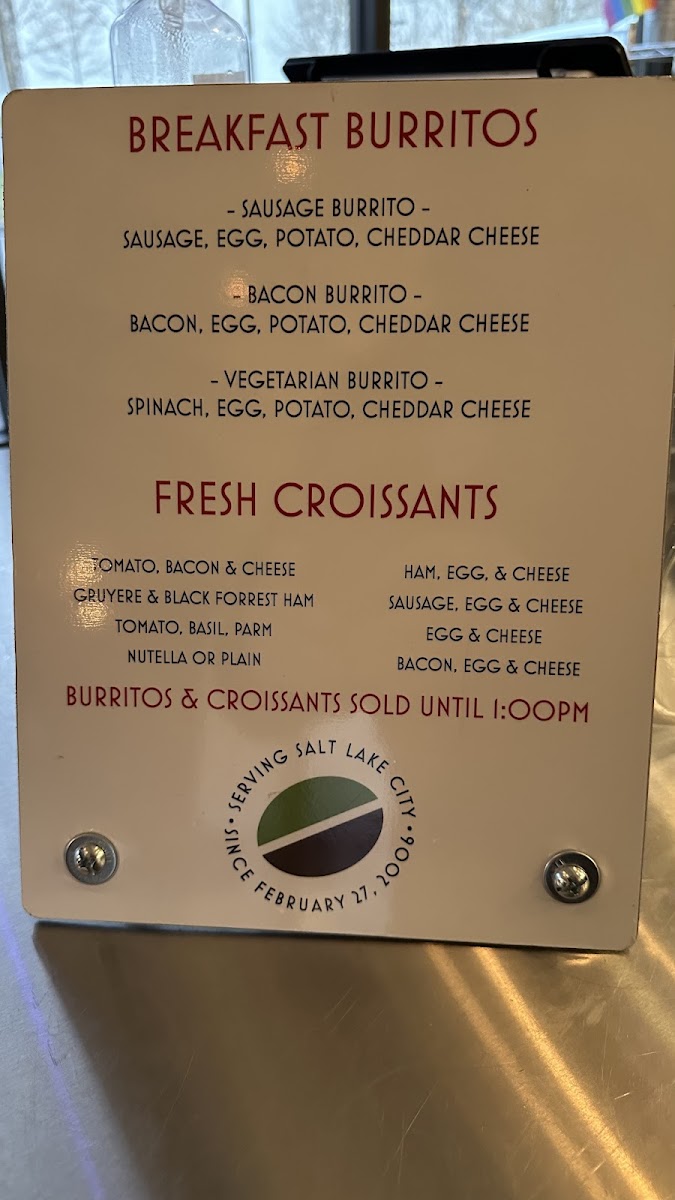 BREAKFAST BURRITOS
- SAUSAGE BURRITO -
SAUSAGE, EGG, POTATO, CHEDDAR CHEESE
- BACON BURRITO -
BACON, EGG, POTATO, CHEDDAR CHEESE
- VEGETARIAN BURRITO -
SPINACH, EGG, POTATO, CHEDDAR CHEESE
FRESH CROISSANTS
TOMATO, BACON & CHEESE
GRUYERE & BLACK FORREST HAM
TOMATO, BASIL, PARM
NUTELLA OR PLAIN
HAM, EGG, & CHEESE
SAUSAGE, EGG & CHEESE
EGG & CHEESE
BACON, EGG & CHEESE
BURRITOS & CROISSANTS SOLD UNTIL 1:00PM
• SERVING SALT LAKE CITY •
SINCE FEBRUARY 27, 2006